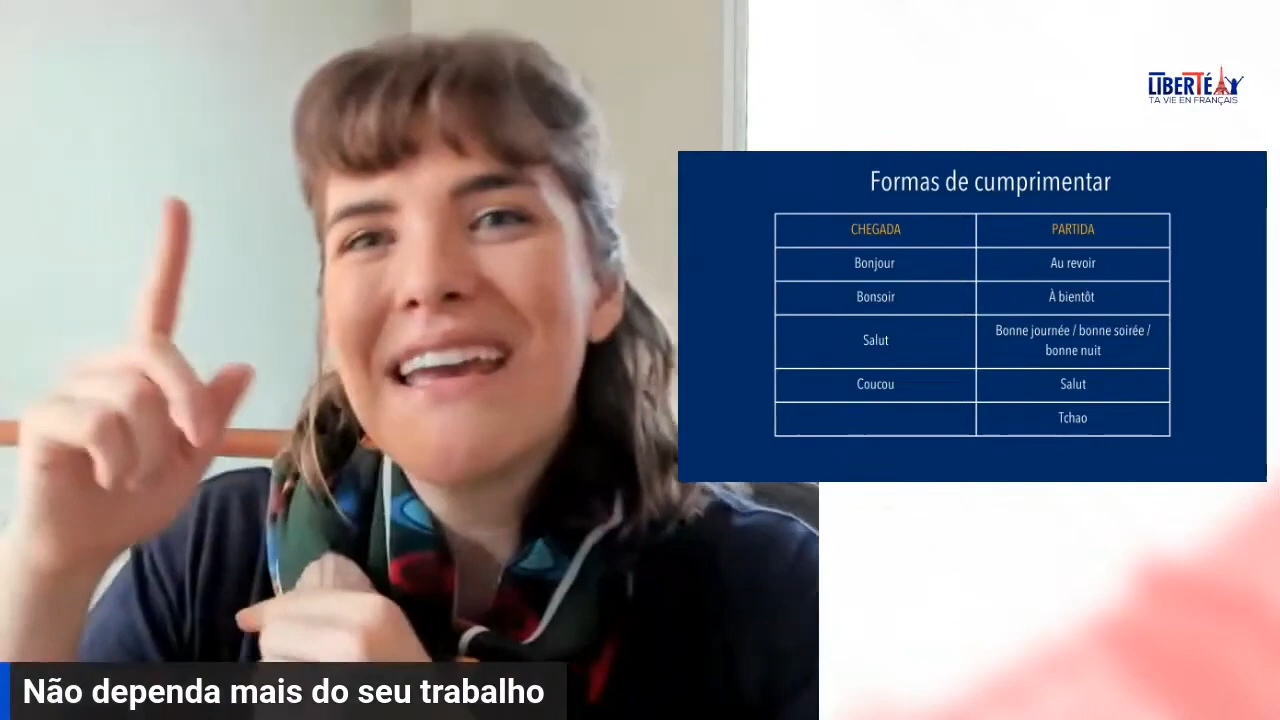 LIBERTÉ
TA VIE EN FRANÇAIS
Formas de cumprimentar
CHEGADA PARTIDA
Bonjour Au revoir
Bonsoir À bientôt
Salut Bonne journée / bonne soirée /
bonne nuit
Coucou Salut
Tchao
Não dependa mais do seu trabalho